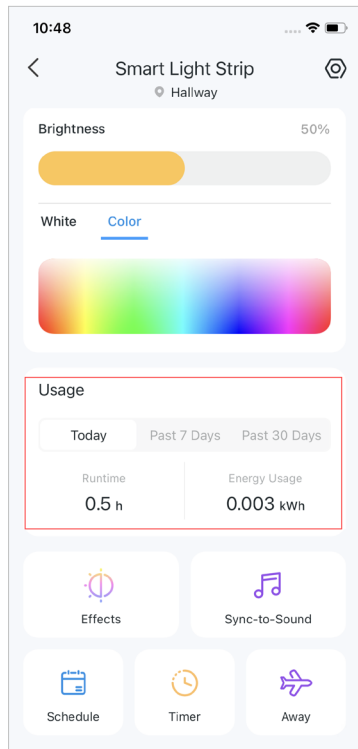 10:48
Smart Light Strip
Hallway
Brightness 50%
White Color
Usage
Today Past 7 Days Past 30 Days
Runtime Energy Usage
0.5 h 0.003 kWh
Effects Sync-to-Sound
Schedule Timer Away